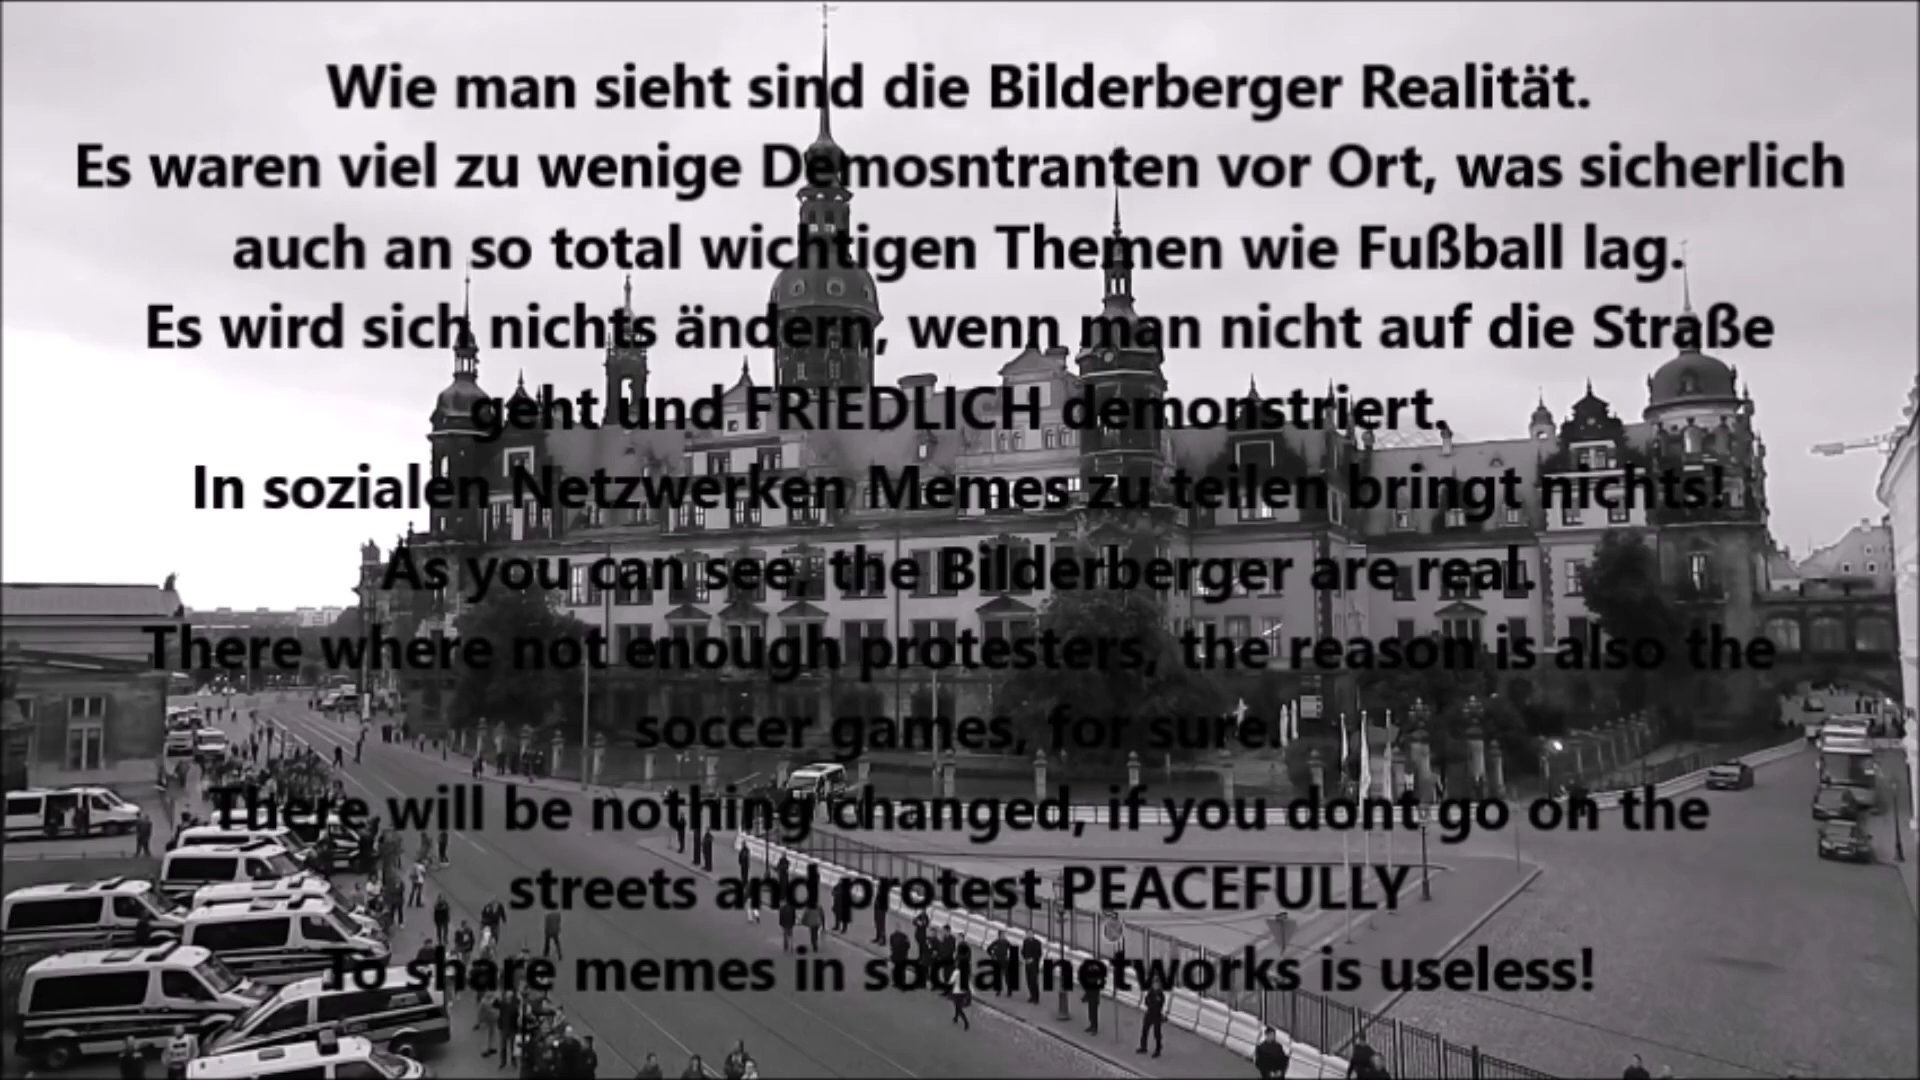 Wie man sieht sind die Bilderberger Realität.
Es waren viel zu wenige Demosntranten vor Ort, was sicherlich
auch an so total wichtigen Themen wie Fußball lag.
Es wird sich nichts ändern, wenn man nicht auf die Straße
geht und FRIEDLICH demonstriert.
In sozialen Netzwerken Memes zu teilen bringt nichts!
As you can see, the Bilderberger are real.
There where not enough protesters, the reason is also the
soccer games, for sure.
There will be nothing changed, if you dont go on the
streets and protest PEACEFULLY
To share memes in social networks is useless!